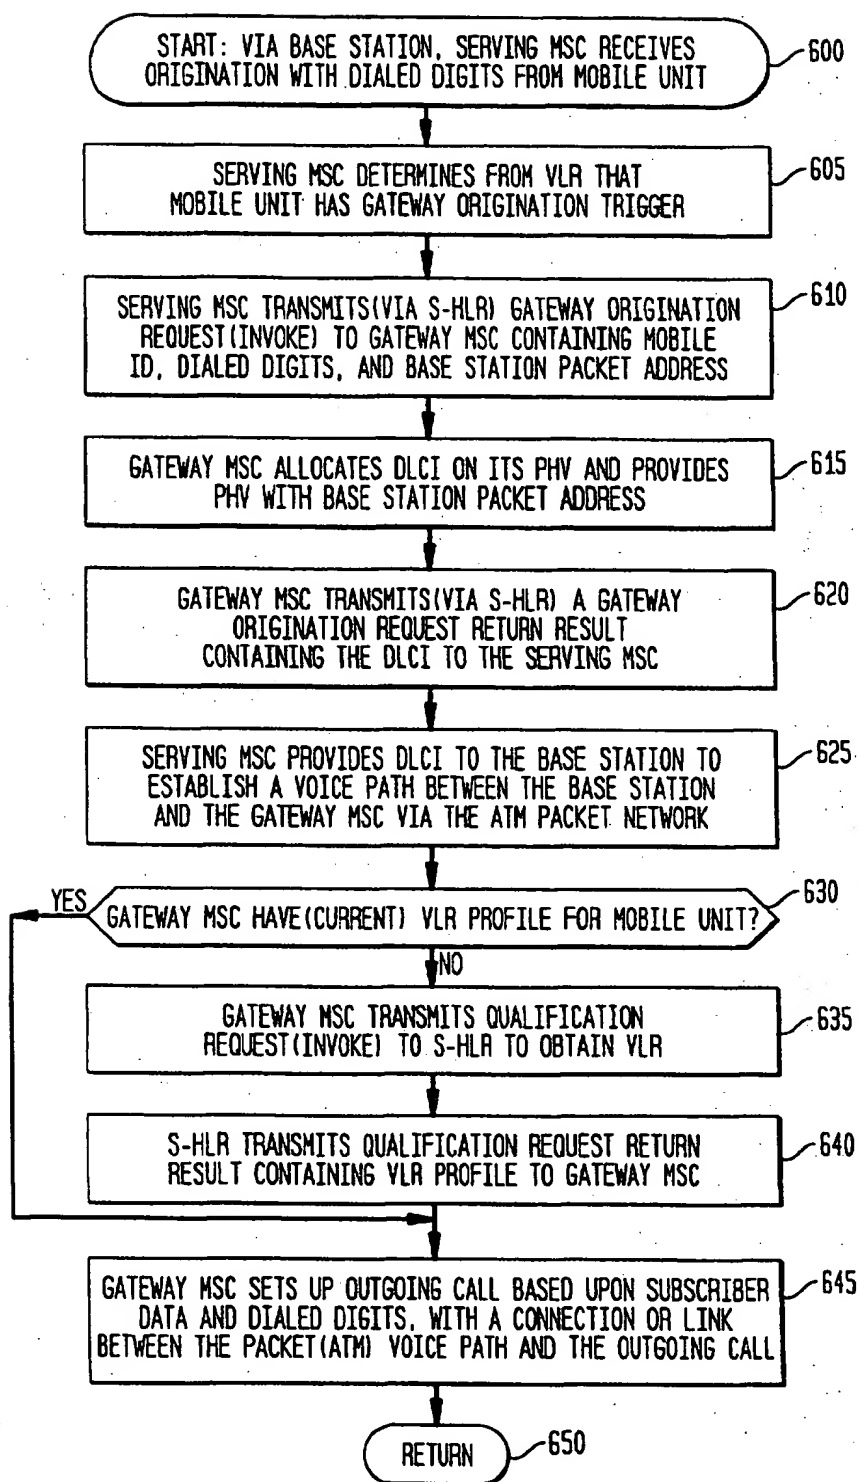 START: VIA BASE STATION, SERVING MSC RECEIVES
ORIGINATION WITH DIALED DIGITS FROM MOBILE UNIT
600
SERVING MSC DETERMINES FROM VLR THAT
MOBILE UNIT HAS GATEWAY ORIGINATION TRIGGER
605
SERVING MSC TRANSMITS(VIA S-HLR) GATEWAY ORIGINATION
REQUEST(INVOKE) TO GATEWAY MSC CONTAINING MOBILE
ID, DIALED DIGITS, AND BASE STATION PACKET ADDRESS
610
GATEWAY MSC ALLOCATES DLCI ON ITS PHV AND PROVIDES
PHV WITH BASE STATION PACKET ADDRESS
615
GATEWAY MSC TRANSMITS(VIA S-HLR) A GATEWAY
ORIGINATION REQUEST RETURN RESULT
CONTAINING THE DLCI TO THE SERVING MSC
620
SERVING MSC PROVIDES DLCI TO THE BASE STATION TO
ESTABLISH A VOICE PATH BETWEEN THE BASE STATION
AND THE GATEWAY MSC VIA THE ATM PACKET NETWORK
625
YES
GATEWAY MSC HAVE(CURRENT) VLR PROFILE FOR MOBILE UNIT?
630
NO
GATEWAY MSC TRANSMITS QUALIFICATION
REQUEST(INVOKE) TO S-HLR TO OBTAIN VLR
635
S-HLR TRANSMITS QUALIFICATION REQUEST RETURN
RESULT CONTAINING VLR PROFILE TO GATEWAY MSC
640
GATEWAY MSC SETS UP OUTGOING CALL BASED UPON SUBSCRIBER
DATA AND DIALED DIGITS, WITH A CONNECTION OR LINK
BETWEEN THE PACKET(ATM) VOICE PATH AND THE OUTGOING CALL
645
RETURN
650